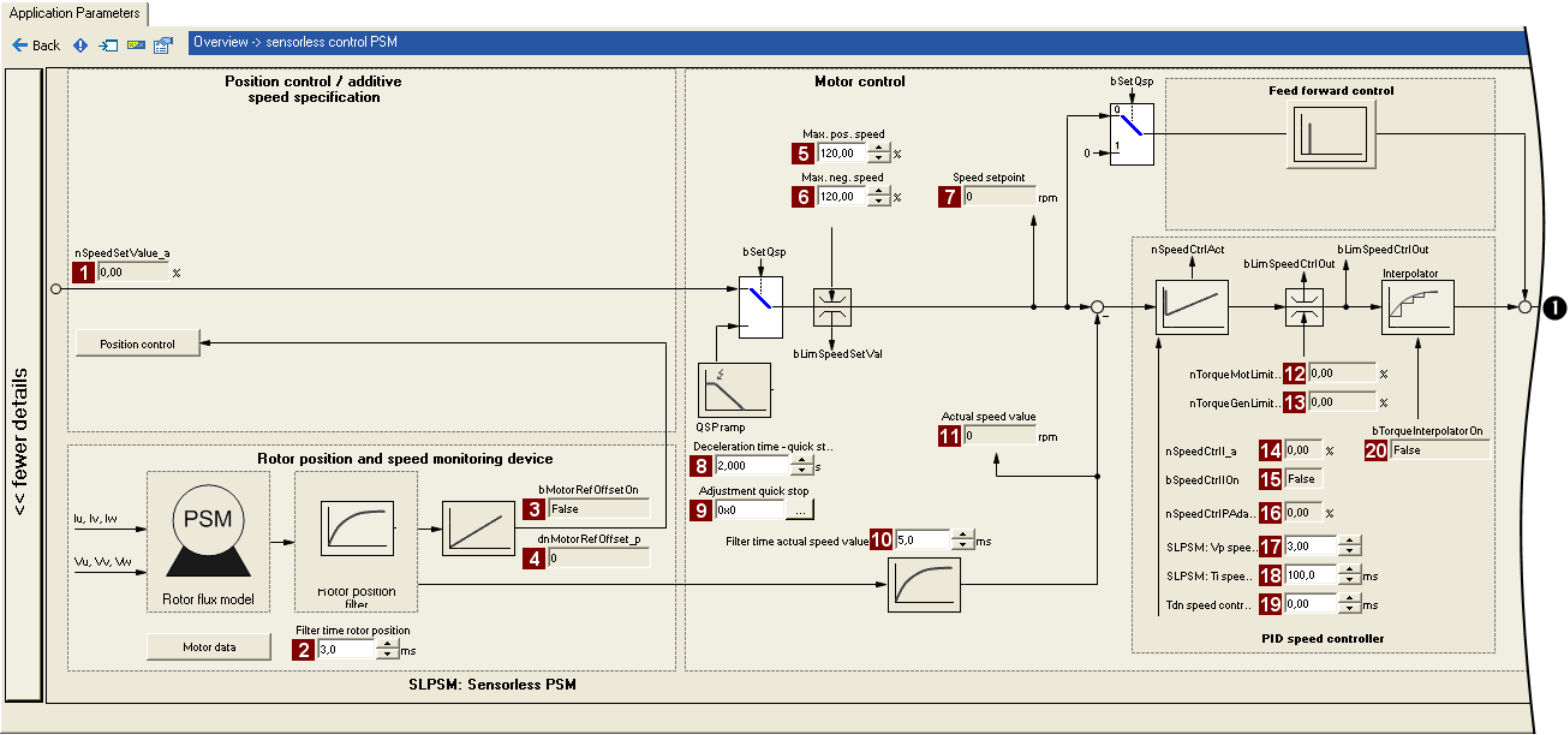 Application Parameters
Back
Overview -> sensorless control PSM
<< fewer details
Position control / additive
speed specification
nSpeedSetValue_a
1 0,00 %
Position control
Rotor position and speed monitoring device
Iu, Iv, Iw
Vu, Vv, Vw
PSM
Rotor flux model
Rotor position
filter
bMotorRefOffsetOn
3 False
dnMotorRefOffset_p
4 0
Motor data
Filter time rotor position
2 3,0 ms
SLPSM: Sensorless PSM
Motor control
Max. pos. speed
5 120,00 %
Max. neg. speed
6 120,00 %
Speed setpoint
7 0 rpm
bSetQsp
bLimSpeedSetVal
QSP ramp
Deceleration time - quick st..
8 2,000 s
Adjustment quick stop
9 0x0 ...
Filter time actual speed value 10 5,0 ms
Actual speed value
11 0 rpm
bSetQsp
0
1
0
Feed forward control
nSpeedCtrlAct
bLimSpeedCtrlOut
bLimSpeedCtrlOut
Interpolator
-
1
nTorqueMotLimit.. 12 0,00 %
nTorqueGenLimit.. 13 0,00 %
bTorqueInterpolatorOn
20 False
nSpeedCtrlI_a 14 0,00 %
bSpeedCtrlIOn 15 False
nSpeedCtrlPAda.. 16 0,00 %
SLPSM: Vp spee.. 17 3,00
SLPSM: Ti spee.. 18 100,0 ms
Tdn speed contr.. 19 0,00 ms
PID speed controller